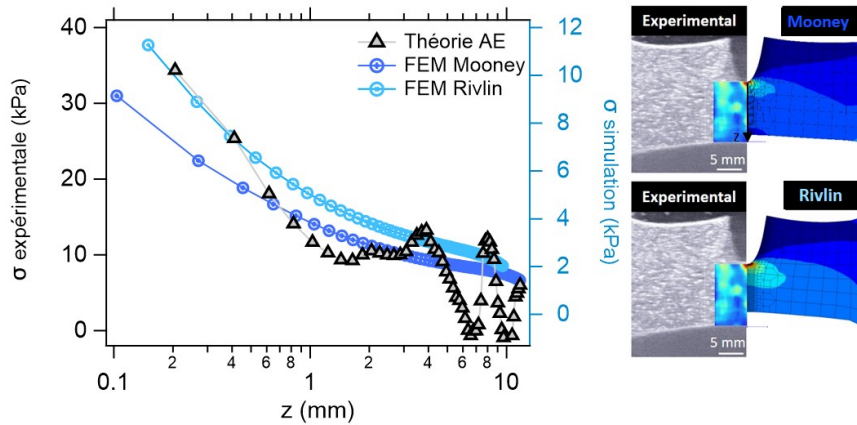 40
30
20
10
0
σ expérimentale (kPa)
12
10
8
6
4
2
0
σ simulation (kPa)
Théorie AE
FEM Mooney
FEM Rivlin
0.1
2
4
6
8
1
2
4
6
8
10
z (mm)
Experimental
Mooney
z
5 mm
Experimental
Rivlin
5 mm